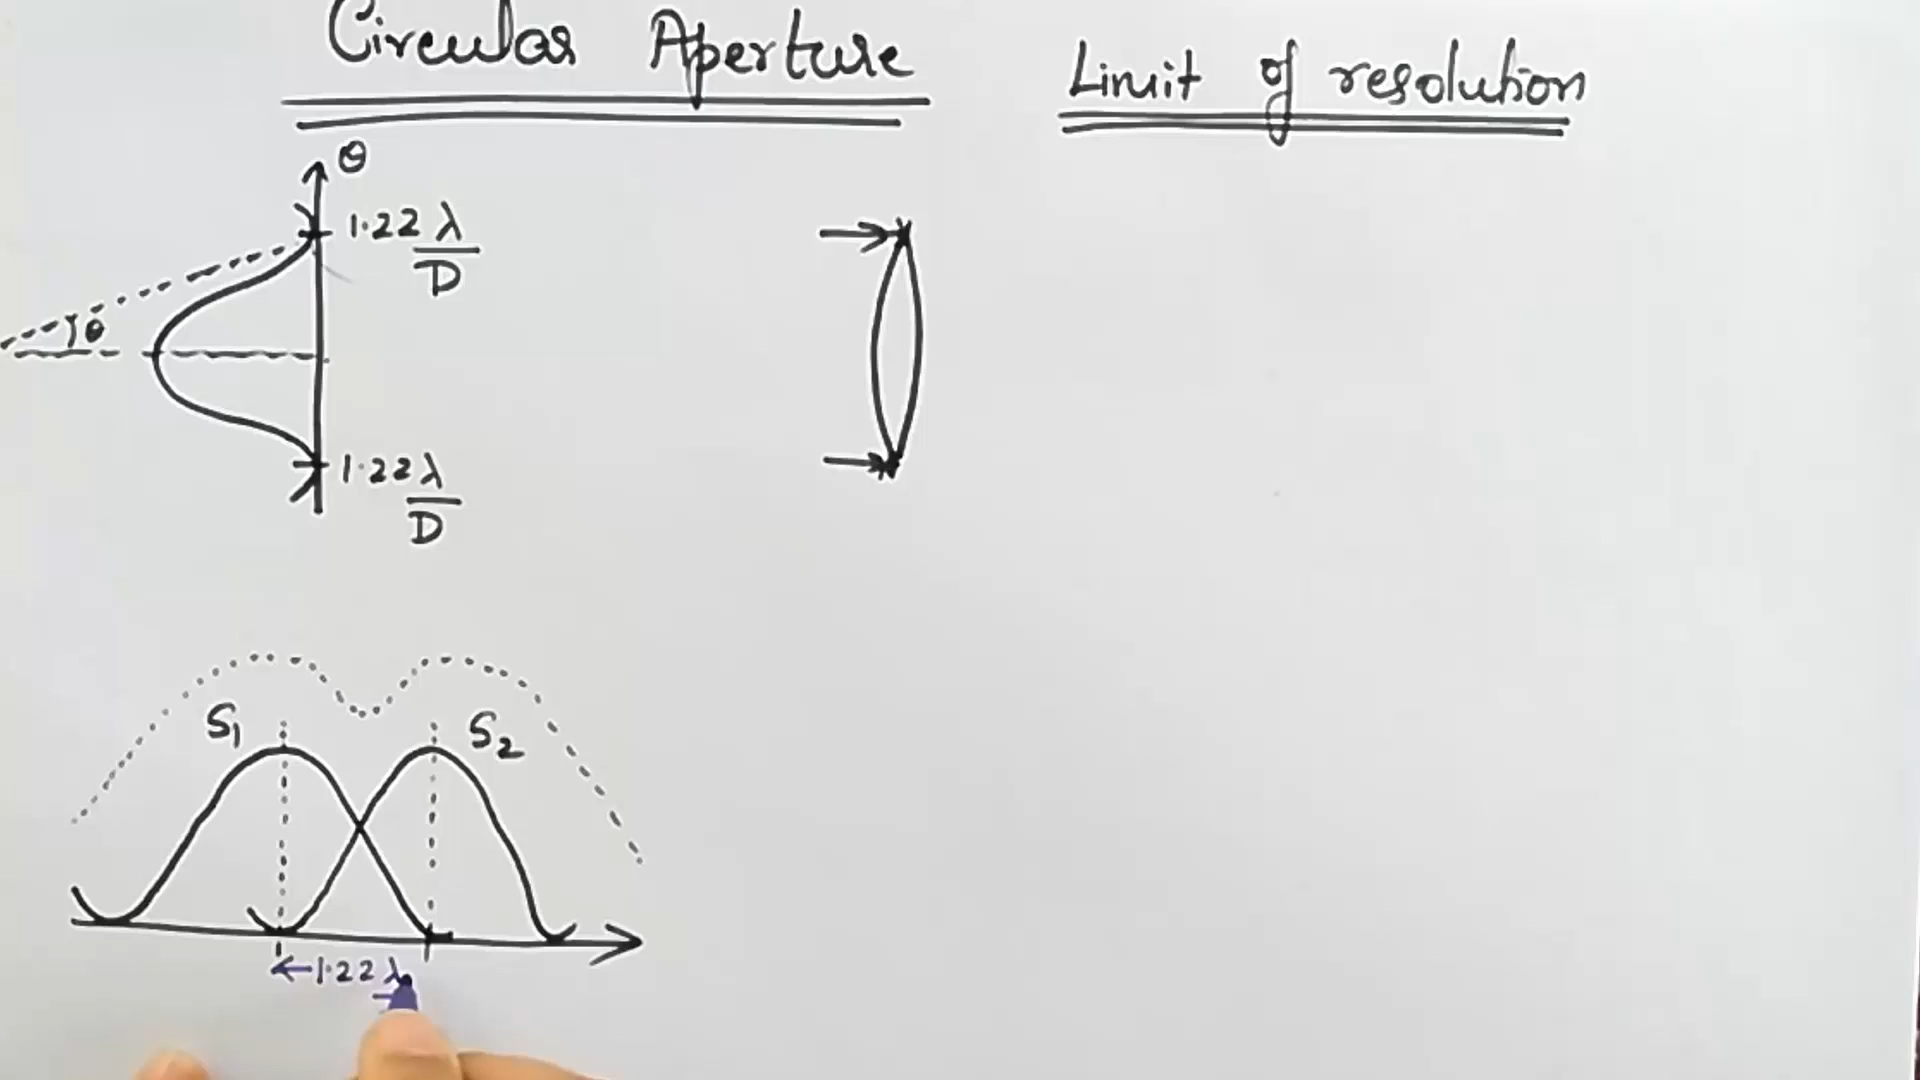 Circular Aperture
Limit of resolution
θ
1.22 λ
D
θ
1.22 λ
D
S1
S2
←1.22 λ